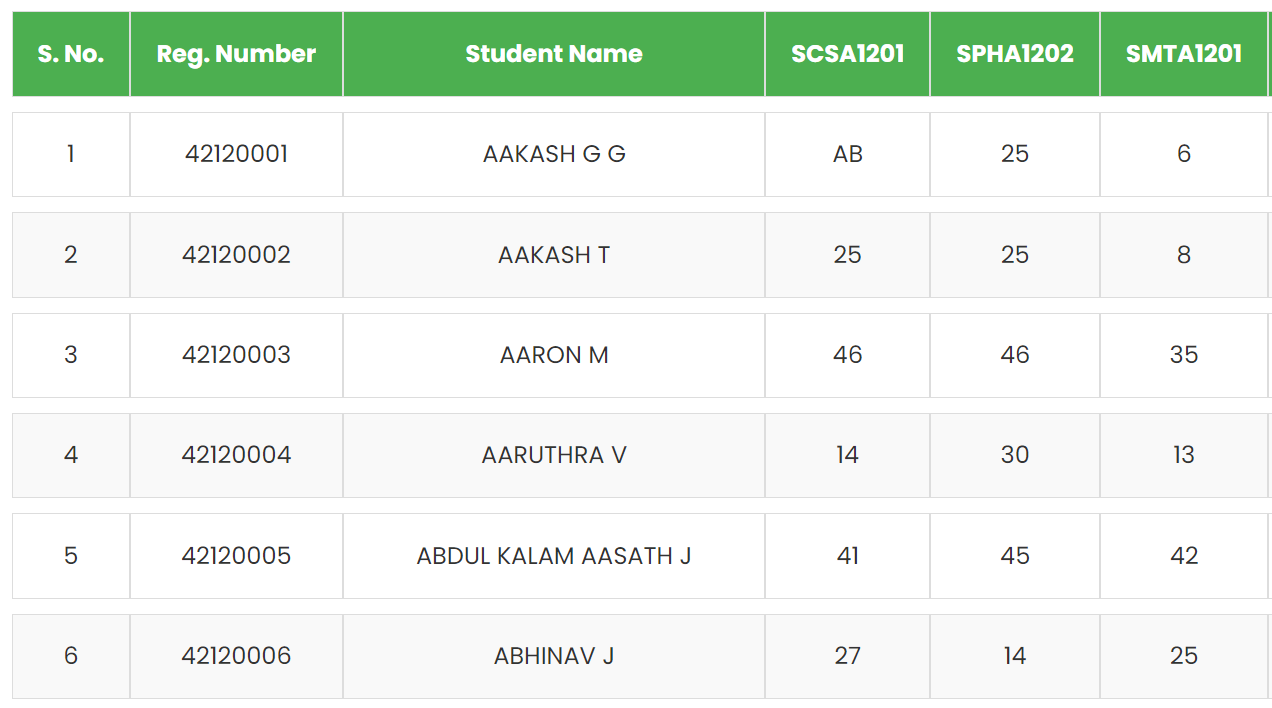 S. No. Reg. Number Student Name SCSA1201 SPHA1202 SMTA1201
1 42120001 AAKASH G G AB 25 6
2 42120002 AAKASH T 25 25 8
3 42120003 AARON M 46 46 35
4 42120004 AARUTHRA V 14 30 13
5 42120005 ABDUL KALAM AASATH J 41 45 42
6 42120006 ABHINAV J 27 14 25